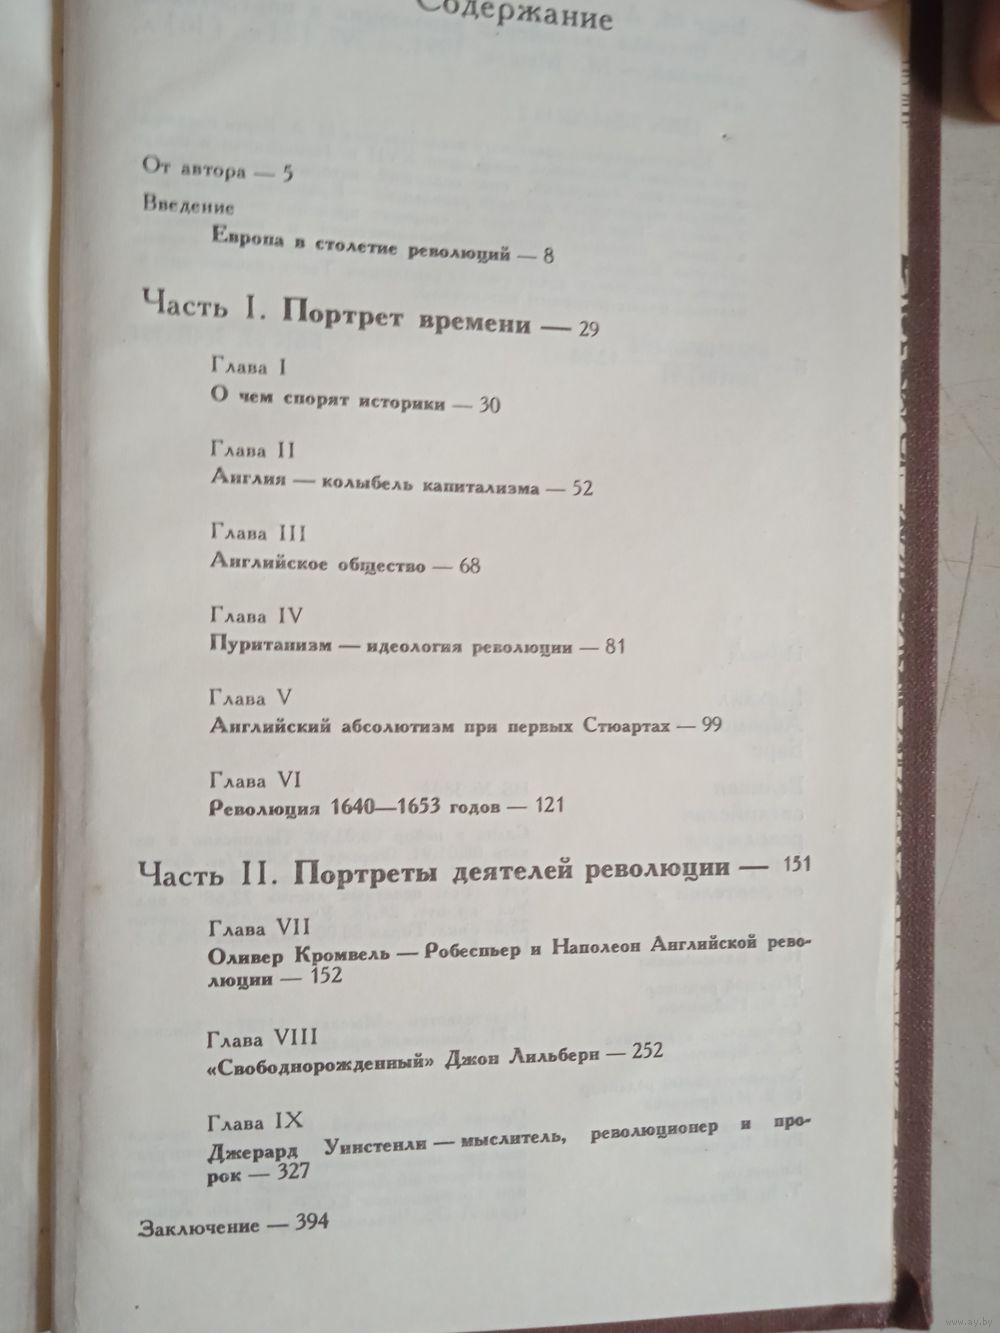 Содержание
От автора — 5
Введение
Европа в столетие революций — 8
Часть I. Портрет времени — 29
Глава I
О чем спорят историки — 30
Глава II
Англия — колыбель капитализма — 52
Глава III
Английское общество — 68
Глава IV
Пуританизм — идеология революции — 81
Глава V
Английский абсолютизм при первых Стюартах — 99
Глава VI
Революция 1640—1653 годов — 121
Часть II. Портреты деятелей революции — 151
Глава VII
Оливер Кромвель — Робеспьер и Наполеон Английской рево-
люции — 152
Глава VIII
«Свободнорожденный» Джон Лильберн — 252
Глава IX
Джерард Уинстенли — мыслитель, революционер и про-
рок — 327
Заключение — 394
www.ay.by